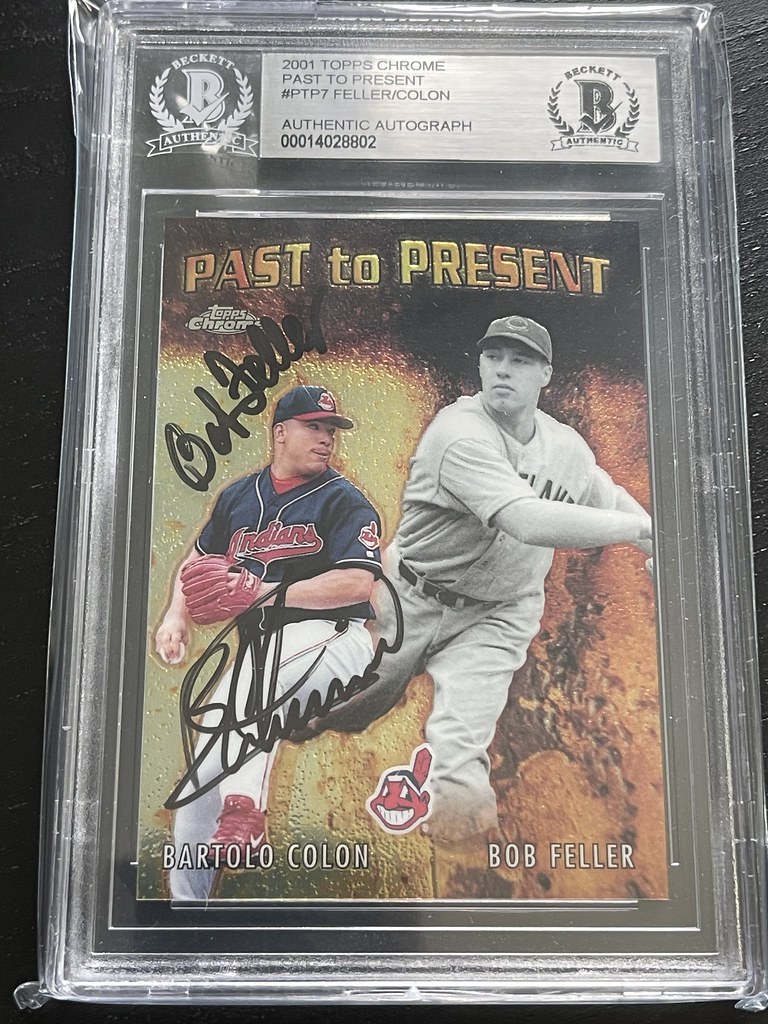 BECKETT
B
AUTHENTIC
2001 TOPPS CHROME
PAST TO PRESENT
#PTP7 FELLER/COLON
AUTHENTIC AUTOGRAPH
00014028802
BECKETT
B
AUTHENTIC
PAST to PRESENT
Topps
Chrome
Bob Feller
C
Indians
BARTOLO COLON
BOB FELLER